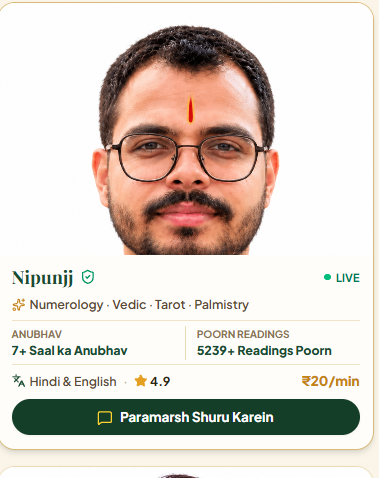 Nipunjj
LIVE
Numerology · Vedic · Tarot · Palmistry
ANUBHAV
7+ Saal ka Anubhav
POORN READINGS
5239+ Readings Poorn
Hindi & English · 4.9
₹20/min
Paramarsh Shuru Karein